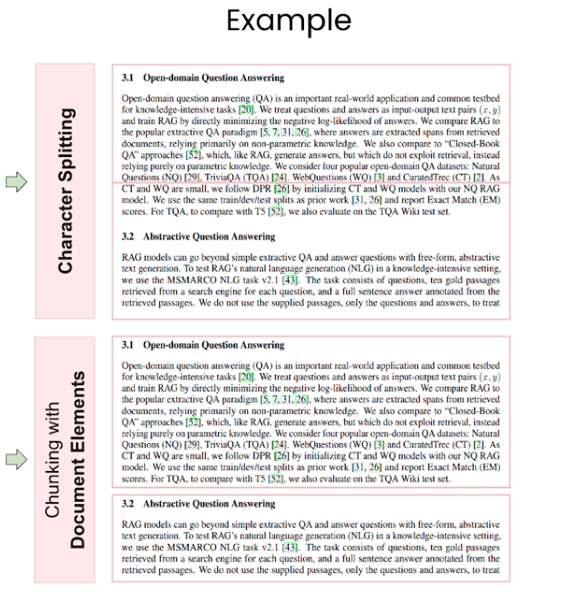 Example
Character Splitting
3.1 Open-domain Question Answering
Open-domain question answering (QA) is an important real-world application and common testbed
for knowledge-intensive tasks [20]. We treat questions and answers as input-output text pairs (x, y)
and train RAG by directly minimizing the negative log-likelihood of answers. We compare RAG to
the popular extractive QA paradigm [5, 7, 31, 26], where answers are extracted spans from retrieved
documents, relying primarily on non-parametric knowledge. We also compare to "Closed-Book
QA" approaches [52], which, like RAG, generate answers, but which do not exploit retrieval, instead
relying purely on parametric knowledge. We consider four popular open-domain QA datasets: Natural
Questions (NQ) [29], TriviaQA (TQA) [24]. WebQuestions (WQ) [3] and CuratedTrec (CT) [2]. As
CT and WQ are small, we follow DPR [26] by initializing CT and WQ models with our NQ RAG
model. We use the same train/dev/test splits as prior work [31, 26] and report Exact Match (EM)
scores. For TQA, to compare with T5 [52], we also evaluate on the TQA Wiki test set.
3.2 Abstractive Question Answering
RAG models can go beyond simple extractive QA and answer questions with free-form, abstractive
text generation. To test RAG's natural language generation (NLG) in a knowledge-intensive setting,
we use the MSMARCO NLG task v2.1 [43]. The task consists of questions, ten gold passages
retrieved from a search engine for each question, and a full sentence answer annotated from the
retrieved passages. We do not use the supplied passages, only the questions and answers, to treat
Chunking with
Document Elements
3.1 Open-domain Question Answering
Open-domain question answering (QA) is an important real-world application and common testbed
for knowledge-intensive tasks [20]. We treat questions and answers as input-output text pairs (x, y)
and train RAG by directly minimizing the negative log-likelihood of answers. We compare RAG to
the popular extractive QA paradigm [5, 7, 31, 26], where answers are extracted spans from retrieved
documents, relying primarily on non-parametric knowledge. We also compare to "Closed-Book
QA" approaches [52], which, like RAG, generate answers, but which do not exploit retrieval, instead
relying purely on parametric knowledge. We consider four popular open-domain QA datasets: Natural
Questions (NQ) [29], TriviaQA (TQA) [24]. WebQuestions (WQ) [3] and CuratedTrec (CT) [2]. As
CT and WQ are small, we follow DPR [26] by initializing CT and WQ models with our NQ RAG
model. We use the same train/dev/test splits as prior work [31, 26] and report Exact Match (EM)
scores. For TQA, to compare with T5 [52], we also evaluate on the TQA Wiki test set.
3.2 Abstractive Question Answering
RAG models can go beyond simple extractive QA and answer questions with free-form, abstractive
text generation. To test RAG's natural language generation (NLG) in a knowledge-intensive setting,
we use the MSMARCO NLG task v2.1 [43]. The task consists of questions, ten gold passages
retrieved from a search engine for each question, and a full sentence answer annotated from the
retrieved passages. We do not use the supplied passages, only the questions and answers, to treat